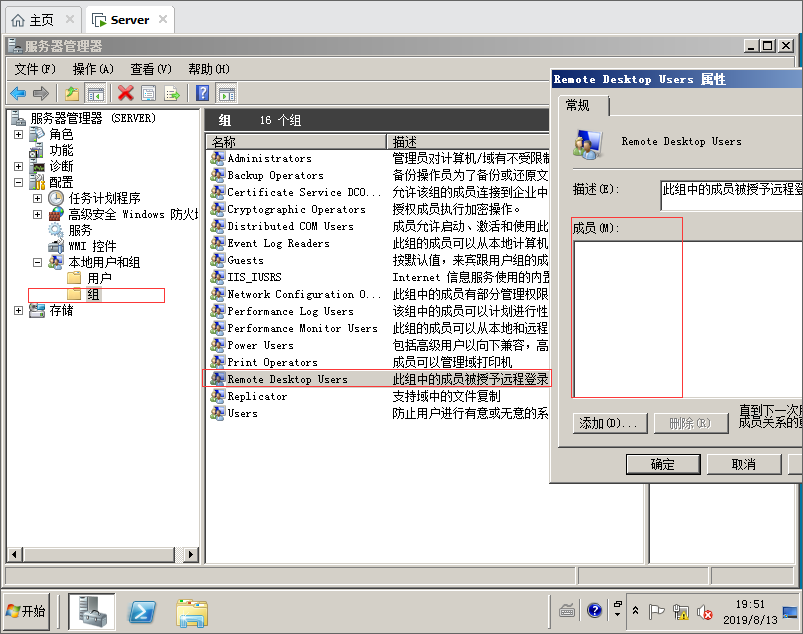 主页
Server
服务器管理器
文件(F) 操作(A) 查看(V) 帮助(H)
服务器管理器 (SERVER)
角色
功能
诊断
配置
任务计划程序
高级安全 Windows 防火
服务
WMI 控件
本地用户和组
用户
组
存储
组 16 个组
名称 描述
Administrators 管理员对计算机/域有不受限制
Backup Operators 备份操作员为了备份或还原文
Certificate Service DCO... 允许该组的成员连接到企业中
Cryptographic Operators 授权成员执行加密操作。
Distributed COM Users 成员允许启动、激活和使用此
Event Log Readers 此组的成员可以从本地计算机
Guests 按默认值，来宾跟用户组的成
IIS_IUSRS Internet 信息服务使用的内置
Network Configuration O... 此组中的成员有部分管理权限
Performance Log Users 该组中的成员可以计划进行性
Performance Monitor Users 此组的成员可以从本地和远程
Power Users 包括高级用户以向下兼容，高
Print Operators 成员可以管理域打印机
Remote Desktop Users 此组中的成员被授予远程登录
Replicator 支持域中的文件复制
Users 防止用户进行有意或无意的系
Remote Desktop Users 属性
常规
Remote Desktop Users
描述(E): 此组中的成员被授予远程登
成员(M):
添加(D)... 删除(R)
直到下一次
成员关系的
确定 取消
开始
19:51
2019/8/13